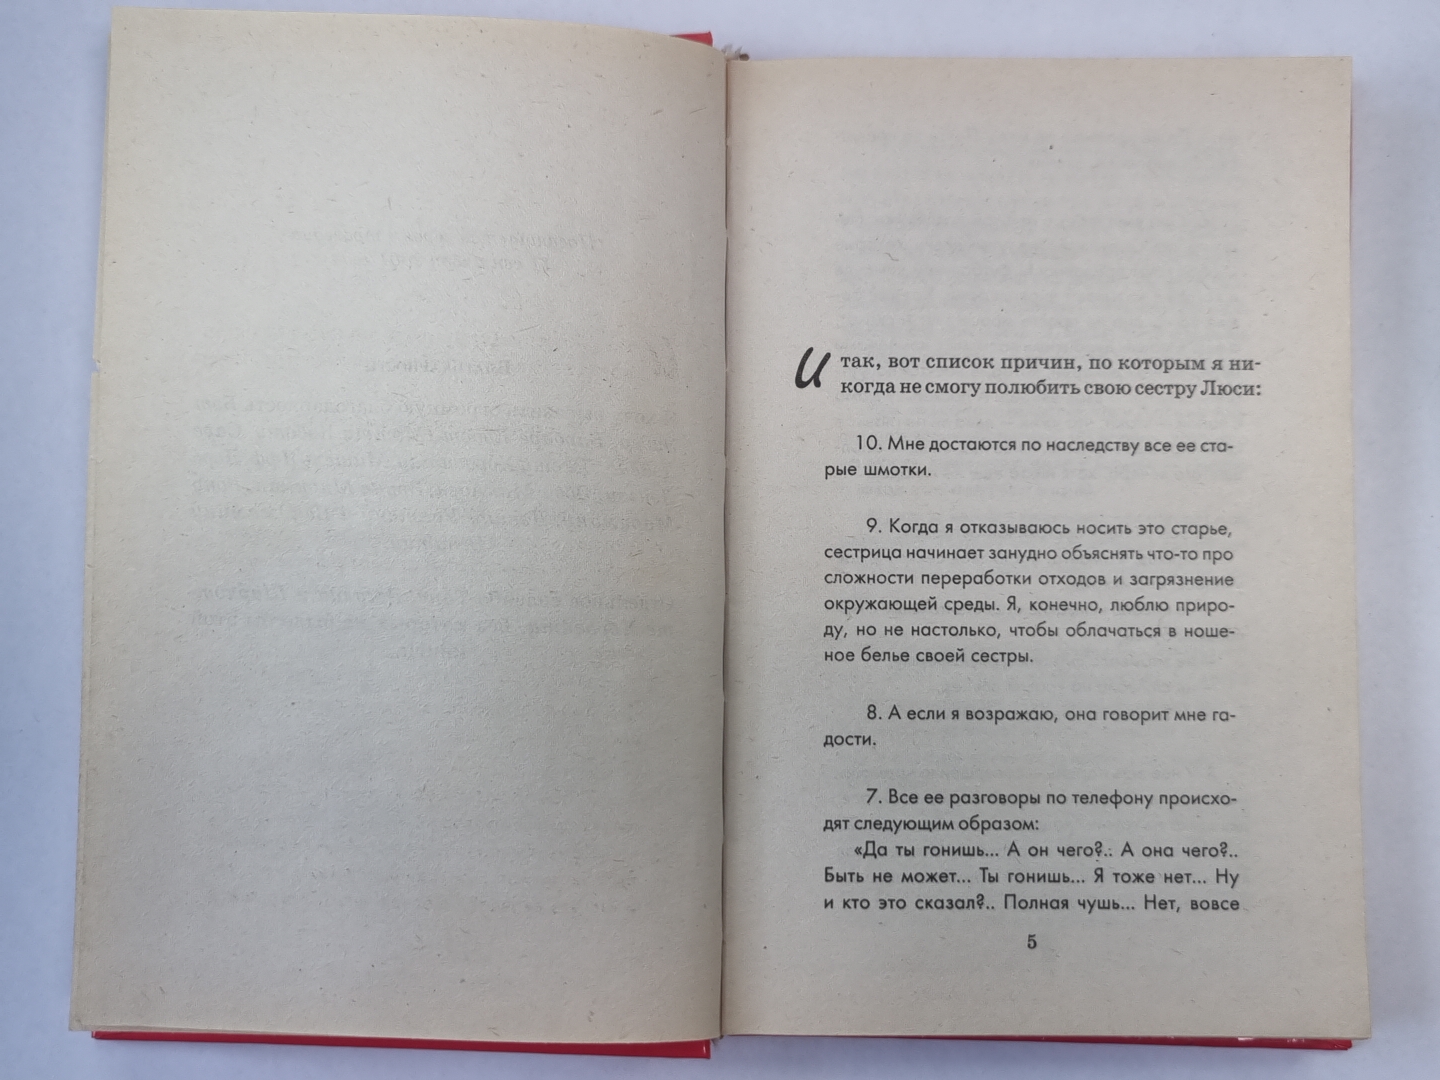 Итак, вот список причин, по которым я ни-
когда не смогу полюбить свою сестру Люси:
10. Мне достаются по наследству все ее ста-
рые шмотки.
9. Когда я отказываюсь носить это старье,
сестрица начинает занудно объяснять что-то про
сложности переработки отходов и загрязнение
окружающей среды. Я, конечно, люблю приро-
ду, но не настолько, чтобы облачаться в ноше-
ное белье своей сестры.
8. А если я возражаю, она говорит мне га-
дости.
7. Все ее разговоры по телефону происхо-
дят следующим образом:
«Да ты гонишь... А он чего?.. А она чего?..
Быть не может... Ты гонишь... Я тоже нет... Ну
и кто это сказал?.. Полная чушь... Нет, вовсе
5